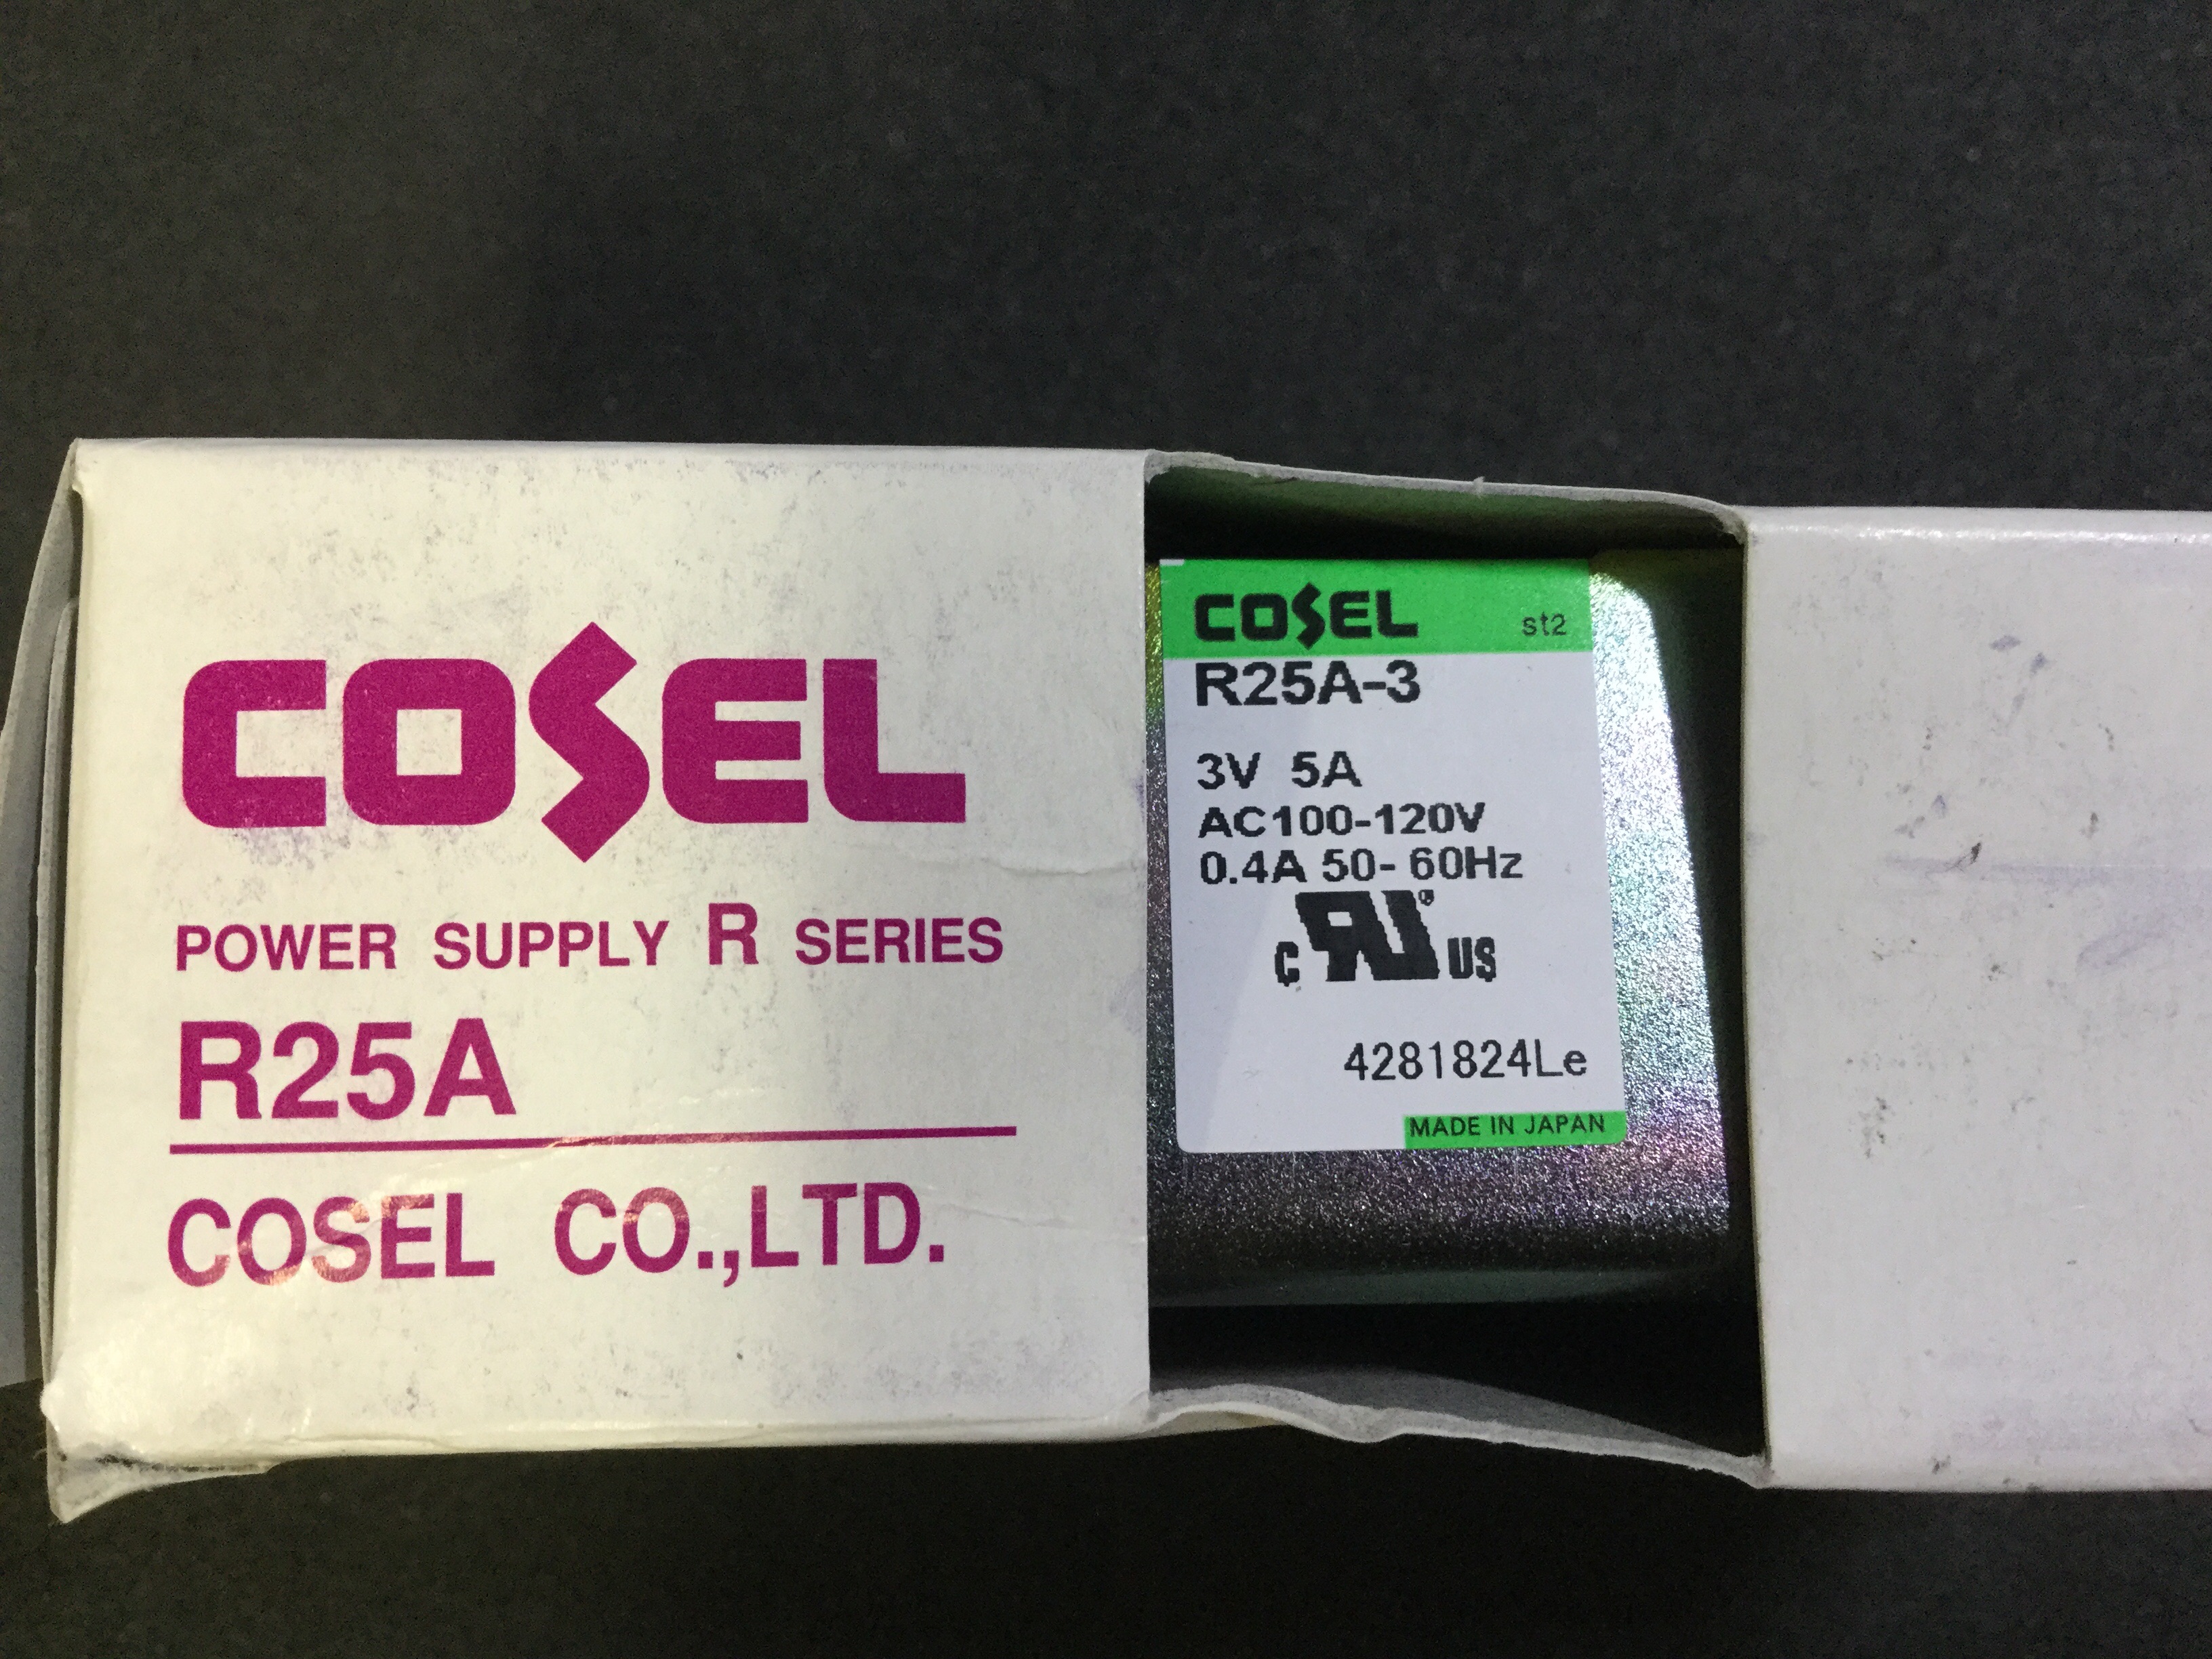 COSEL
POWER SUPPLY R SERIES
R25A
COSEL CO.,LTD.
COSEL st2
R25A-3
3V 5A
AC100-120V
0.4A 50- 60Hz
c RU® US
4281824Le
MADE IN JAPAN